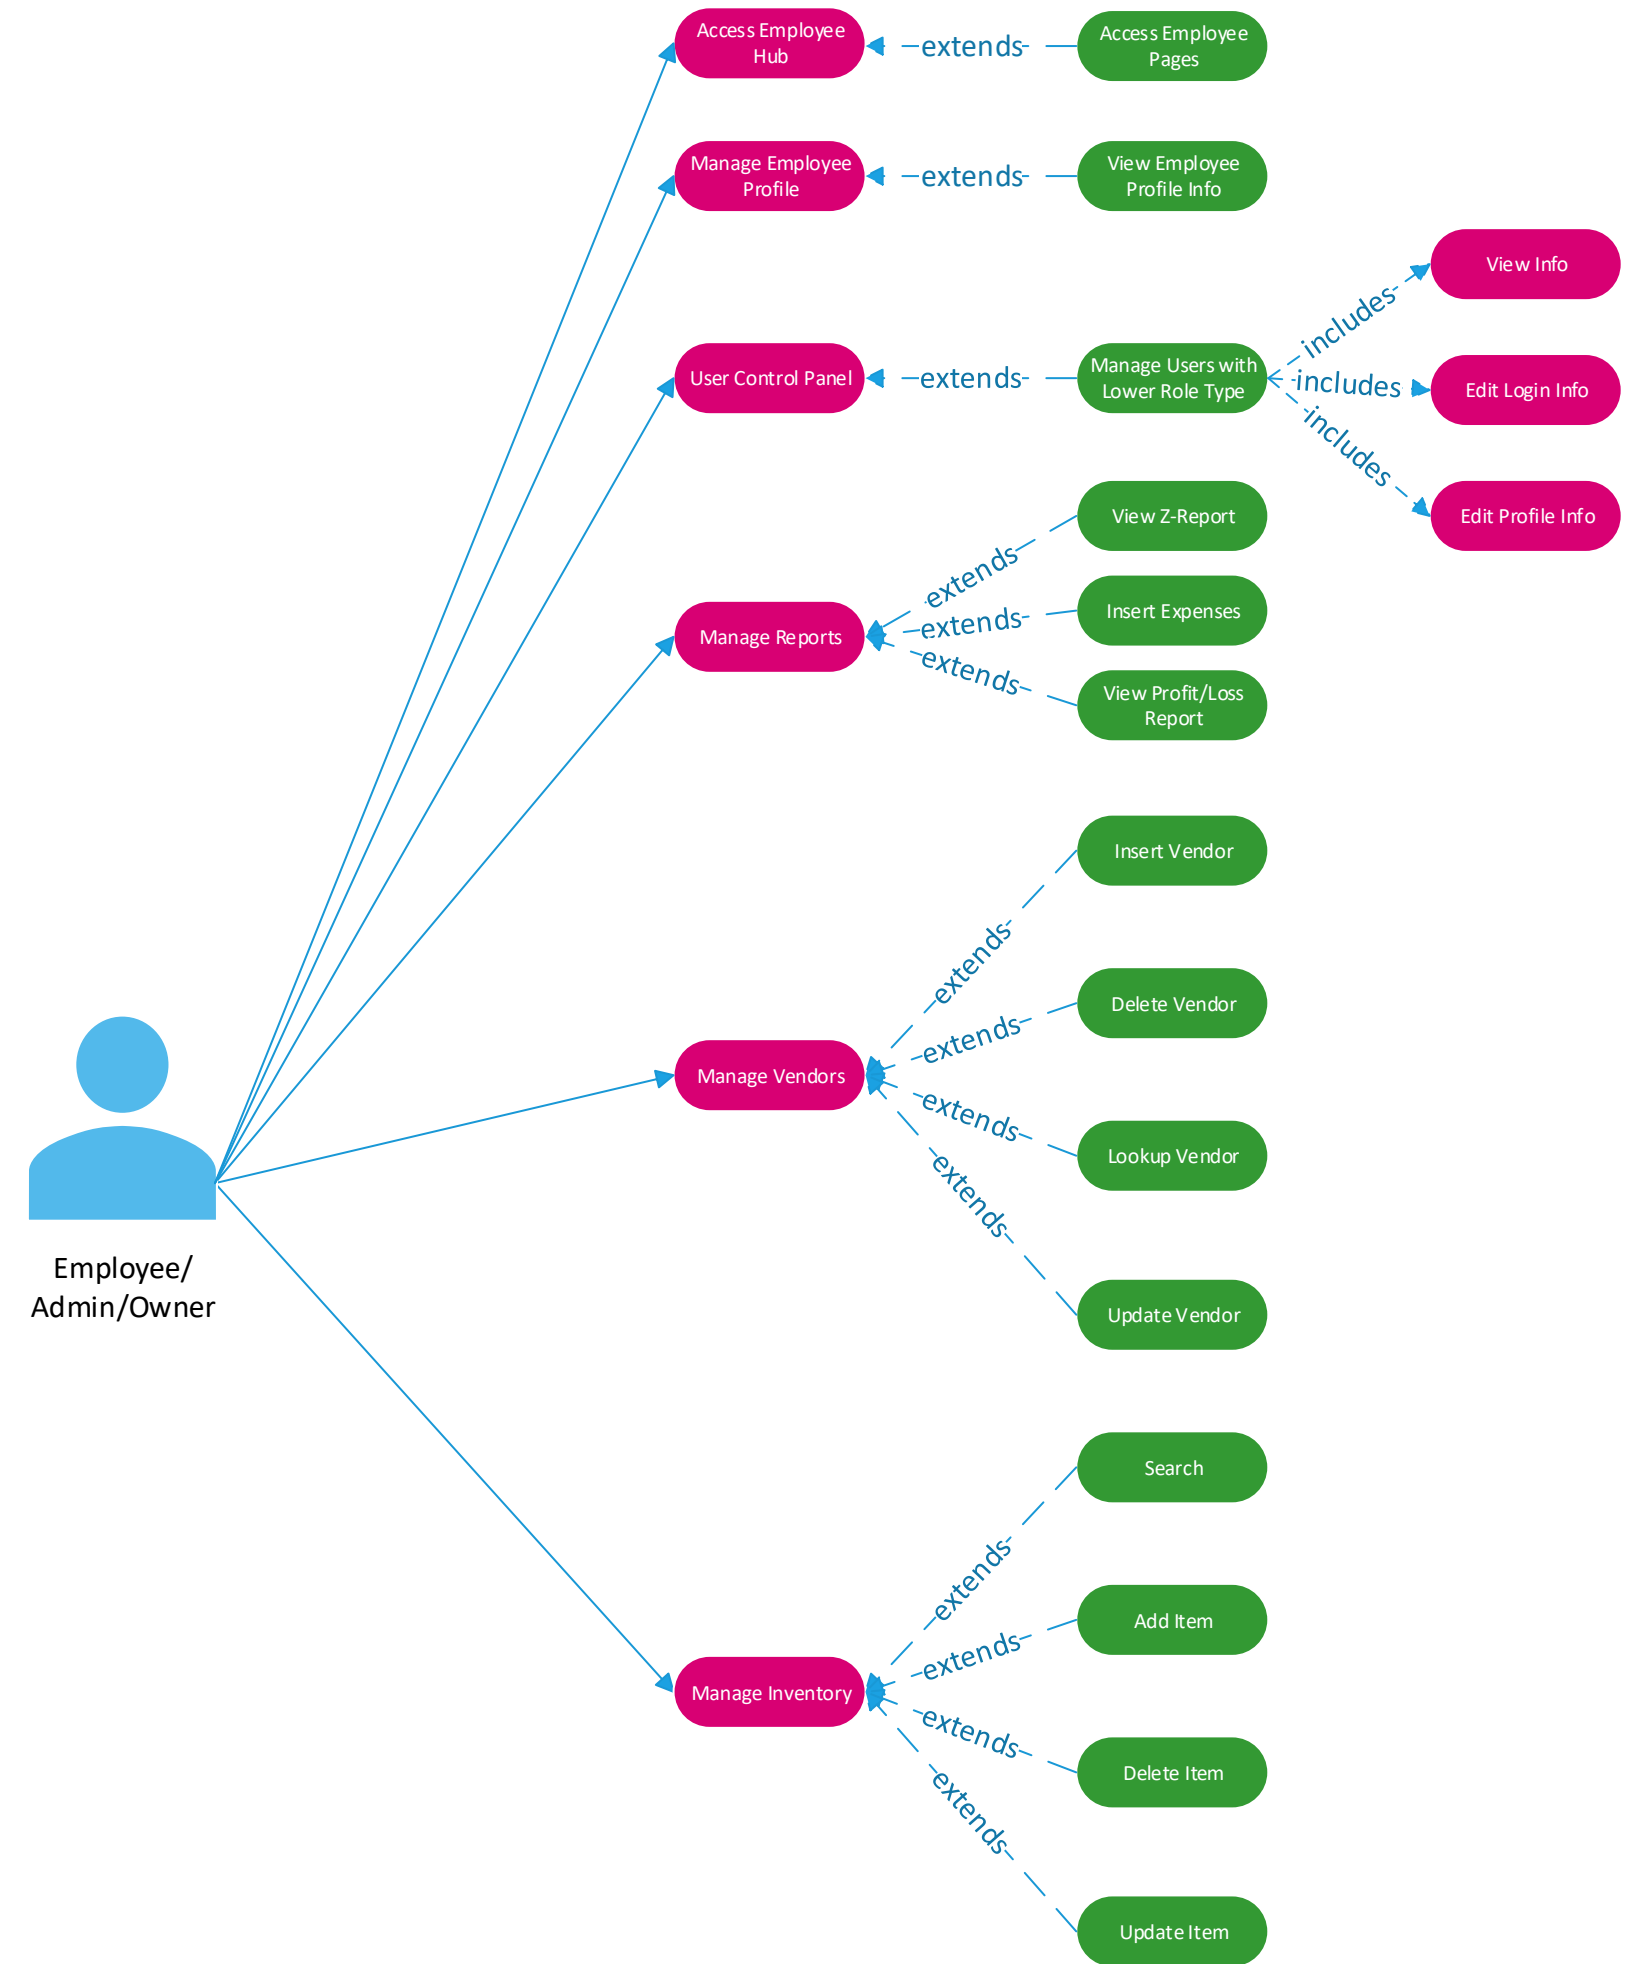 Access Employee
Hub
extends
Access Employee
Pages
Manage Employee
Profile
extends
View Employee
Profile Info
View Info
includes
User Control Panel
extends
Manage Users with
Lower Role Type
includes
Edit Login Info
includes
Edit Profile Info
View Z-Report
extends
Insert Expenses
extends
Manage Reports
extends
View Profit/Loss
Report
Insert Vendor
extends
Delete Vendor
extends
Manage Vendors
extends
Lookup Vendor
extends
Update Vendor
Employee/
Admin/Owner
Search
extends
Add Item
extends
Manage Inventory
extends
Delete Item
extends
Update Item